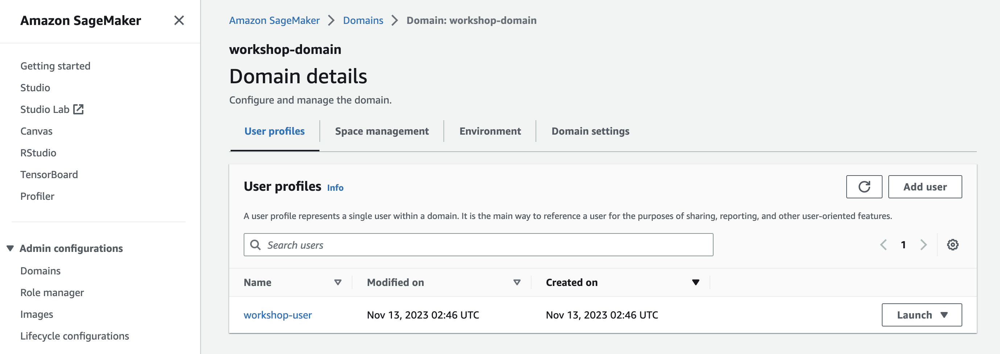 Amazon SageMaker
Getting started
Studio
Studio Lab
Canvas
RStudio
TensorBoard
Profiler
Admin configurations
Domains
Role manager
Images
Lifecycle configurations
Amazon SageMaker > Domains > Domain: workshop-domain
workshop-domain
Domain details
Configure and manage the domain.
User profiles Space management Environment Domain settings
User profiles Info Add user
A user profile represents a single user within a domain. It is the main way to reference a user for the purposes of sharing, reporting, and other user-oriented features.
Search users 1
Name Modified on Created on
workshop-user Nov 13, 2023 02:46 UTC Nov 13, 2023 02:46 UTC Launch